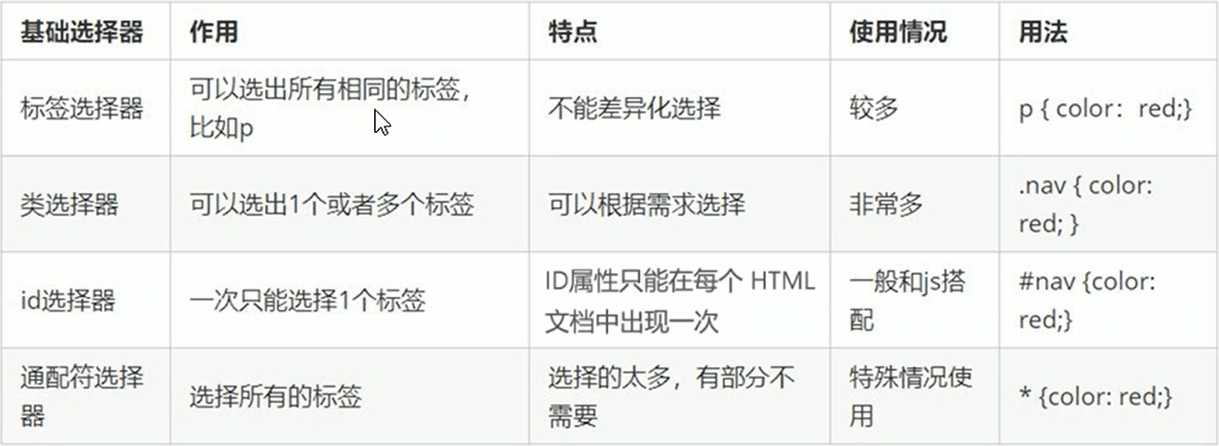 基础选择器 作用 特点 使用情况 用法
标签选择器 可以选出所有相同的标签，
比如p 不能差异化选择 较多 p { color：red;}
类选择器 可以选出1个或者多个标签 可以根据需求选择 非常多 .nav { color:
red; }
id选择器 一次只能选择1个标签 ID属性只能在每个 HTML
文档中出现一次 一般和js搭
配 #nav {color:
red;}
通配符选择
器 选择所有的标签 选择的太多，有部分不
需要 特殊情况使
用 * {color: red;}